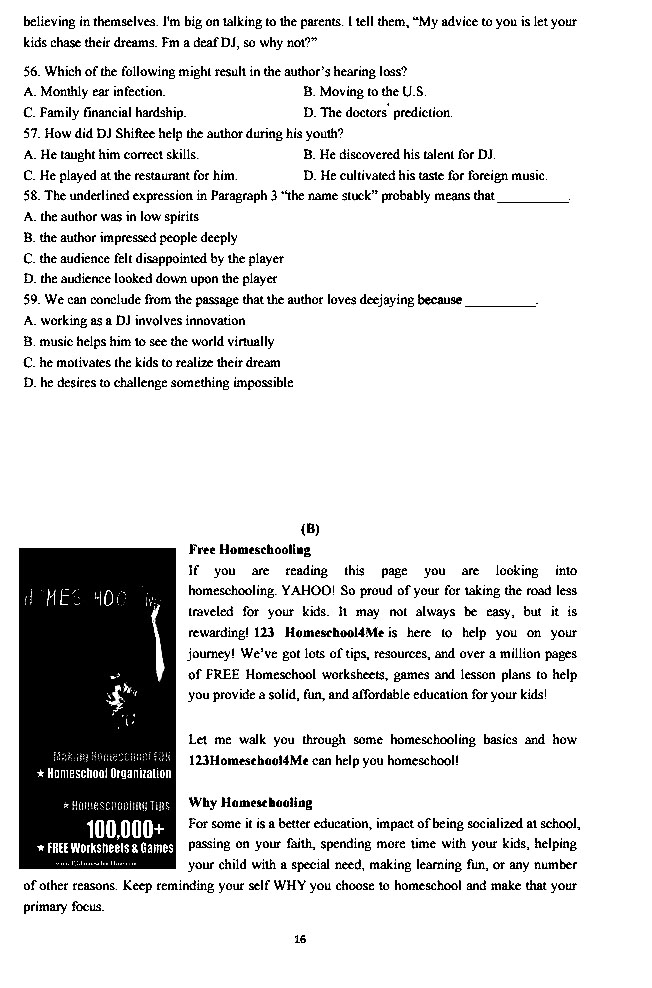 believing in themselves. I'm big on talking to the parents. I tell them, “My advice to you is let your
kids chase their dreams. I'm a deaf DJ, so why not?”
56. Which of the following might result in the author's hearing loss?
A. Monthly ear infection. B. Moving to the U.S.
C. Family financial hardship. D. The doctors' prediction.
57. How did DJ Shiftee help the author during his youth?
A. He taught him correct skills. B. He discovered his talent for DJ.
C. He played at the restaurant for him. D. He cultivated his taste for foreign music.
58. The underlined expression in Paragraph 3 “the name stuck” probably means that __________.
A. the author was in low spirits
B. the author impressed people deeply
C. the audience felt disappointed by the player
D. the audience looked down upon the player
59. We can conclude from the passage that the author loves deejaying because __________.
A. working as a DJ involves innovation
B. music helps him to see the world virtually
C. he motivates the kids to realize their dream
D. he desires to challenge something impossible
(B)
Free Homeschooling
If you are reading this page you are looking into
homeschooling. YAHOO! So proud of your for taking the road less
traveled for your kids. It may not always be easy, but it is
rewarding! 123 Homeschool4Me is here to help you on your
journey! We've got lots of tips, resources, and over a million pages
of FREE Homeschool worksheets, games and lesson plans to help
you provide a solid, fun, and affordable education for your kids!
Let me walk you through some homeschooling basics and how
123Homeschool4Me can help you homeschool!
Why Homeschooling
For some it is a better education, impact of being socialized at school,
passing on your faith, spending more time with your kids, helping
your child with a special need, making learning fun, or any number
of other reasons. Keep reminding your self WHY you choose to homeschool and make that your
primary focus.
Making Homeschool Fun
★ Homeschool Organization
★ Homeschooling Tips
100,000+
★ FREE Worksheets & Games
16